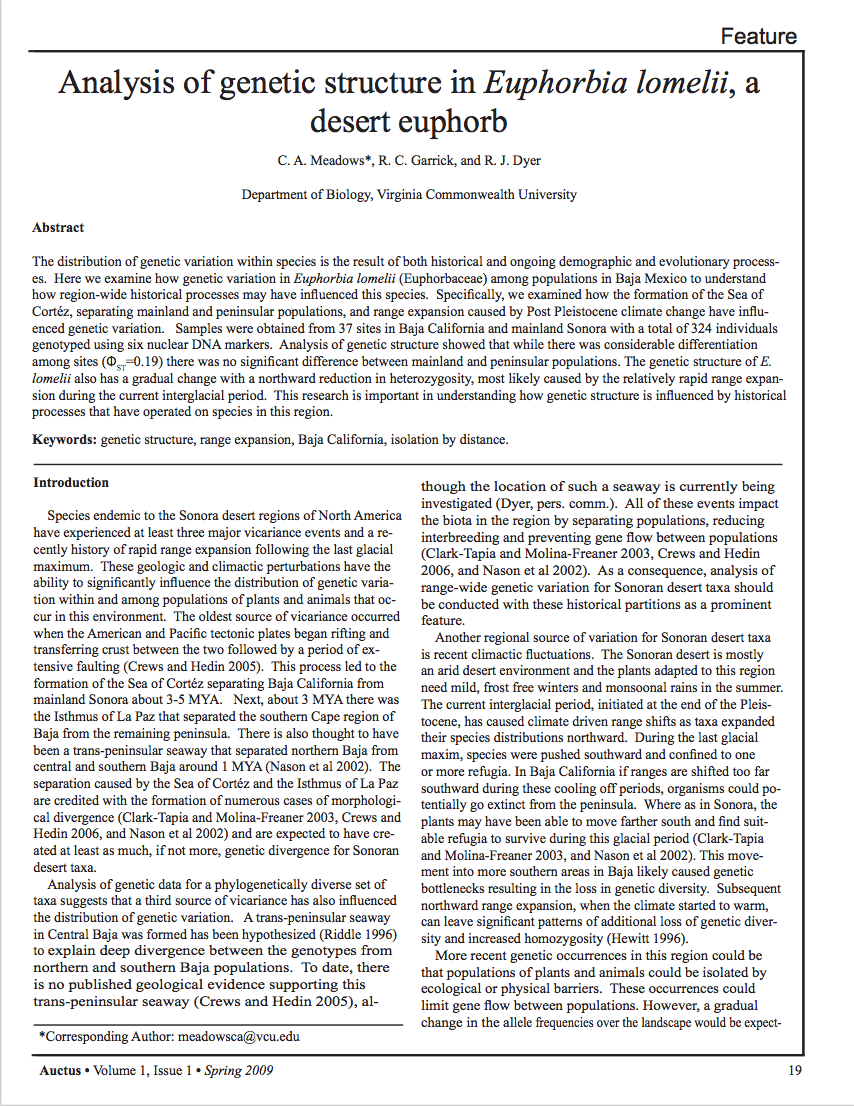 Feature
Analysis of genetic structure in Euphorbia lomelii, a
desert euphorb
C. A. Meadows*, R. C. Garrick, and R. J. Dyer
Department of Biology, Virginia Commonwealth University
Abstract
The distribution of genetic variation within species is the result of both historical and ongoing demographic and evolutionary process-
es. Here we examine how genetic variation in Euphorbia lomelii (Euphorbaceae) among populations in Baja Mexico to understand
how region-wide historical processes may have influenced this species. Specifically, we examined how the formation of the Sea of
Cortéz, separating mainland and peninsular populations, and range expansion caused by Post Pleistocene climate change have influ-
enced genetic variation. Samples were obtained from 37 sites in Baja California and mainland Sonora with a total of 324 individuals
genotyped using six nuclear DNA markers. Analysis of genetic structure showed that while there was considerable differentiation
among sites (ΦST=0.19) there was no significant difference between mainland and peninsular populations. The genetic structure of E.
lomelii also has a gradual change with a northward reduction in heterozygosity, most likely caused by the relatively rapid range expan-
sion during the current interglacial period. This research is important in understanding how genetic structure is influenced by historical
processes that have operated on species in this region.
Keywords: genetic structure, range expansion, Baja California, isolation by distance.
Introduction
Species endemic to the Sonora desert regions of North America
have experienced at least three major vicariance events and a re-
cently history of rapid range expansion following the last glacial
maximum. These geologic and climactic perturbations have the
ability to significantly influence the distribution of genetic varia-
tion within and among populations of plants and animals that oc-
cur in this environment. The oldest source of vicariance occurred
when the American and Pacific tectonic plates began rifting and
transferring crust between the two followed by a period of ex-
tensive faulting (Crews and Hedin 2005). This process led to the
formation of the Sea of Cortéz separating Baja California from
mainland Sonora about 3-5 MYA. Next, about 3 MYA there was
the Isthmus of La Paz that separated the southern Cape region of
Baja from the remaining peninsula. There is also thought to have
been a trans-peninsular seaway that separated northern Baja from
central and southern Baja around 1 MYA (Nason et al 2002). The
separation caused by the Sea of Cortéz and the Isthmus of La Paz
are credited with the formation of numerous cases of morphologi-
cal divergence (Clark-Tapia and Molina-Freaner 2003, Crews and
Hedin 2006, and Nason et al 2002) and are expected to have cre-
ated at least as much, if not more, genetic divergence for Sonoran
desert taxa.
Analysis of genetic data for a phylogenetically diverse set of
taxa suggests that a third source of vicariance has also influenced
the distribution of genetic variation. A trans-peninsular seaway
in Central Baja was formed has been hypothesized (Riddle 1996)
to explain deep divergence between the genotypes from
northern and southern Baja populations. To date, there
is no published geological evidence supporting this
trans-peninsular seaway (Crews and Hedin 2005), al-
*Corresponding Author: meadowsca@vcu.edu
though the location of such a seaway is currently being
investigated (Dyer, pers. comm.). All of these events impact
the biota in the region by separating populations, reducing
interbreeding and preventing gene flow between populations
(Clark-Tapia and Molina-Freaner 2003, Crews and Hedin
2006, and Nason et al 2002). As a consequence, analysis of
range-wide genetic variation for Sonoran desert taxa should
be conducted with these historical partitions as a prominent
feature.
Another regional source of variation for Sonoran desert taxa
is recent climactic fluctuations. The Sonoran desert is mostly
an arid desert environment and the plants adapted to this region
need mild, frost free winters and monsoonal rains in the summer.
The current interglacial period, initiated at the end of the Pleis-
tocene, has caused climate driven range shifts as taxa expanded
their species distributions northward. During the last glacial
maxim, species were pushed southward and confined to one
or more refugia. In Baja California if ranges are shifted too far
southward during these cooling off periods, organisms could po-
tentially go extinct from the peninsula. Where as in Sonora, the
plants may have been able to move farther south and find suit-
able refugia to survive during this glacial period (Clark-Tapia
and Molina-Freaner 2003, and Nason et al 2002). This move-
ment into more southern areas in Baja likely caused genetic
bottlenecks resulting in the loss in genetic diversity. Subsequent
northward range expansion, when the climate started to warm,
can leave significant patterns of additional loss of genetic diver-
sity and increased homozygosity (Hewitt 1996).
More recent genetic occurrences in this region could be
that populations of plants and animals could be isolated by
ecological or physical barriers. These occurrences could
limit gene flow between populations. However, a gradual
change in the allele frequencies over the landscape would be expect-
Auctus • Volume 1, Issue 1 • Spring 2009
19